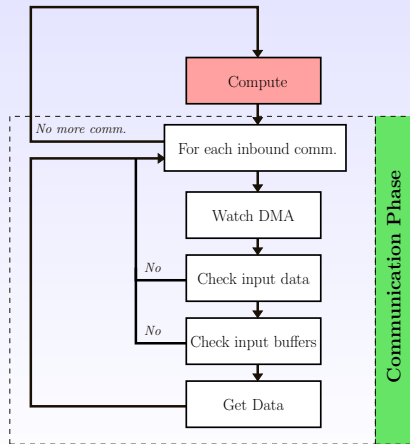 Compute
No more comm.
For each inbound comm.
Watch DMA
No
Check input data
No
Check input buffers
Get Data
Communication Phase